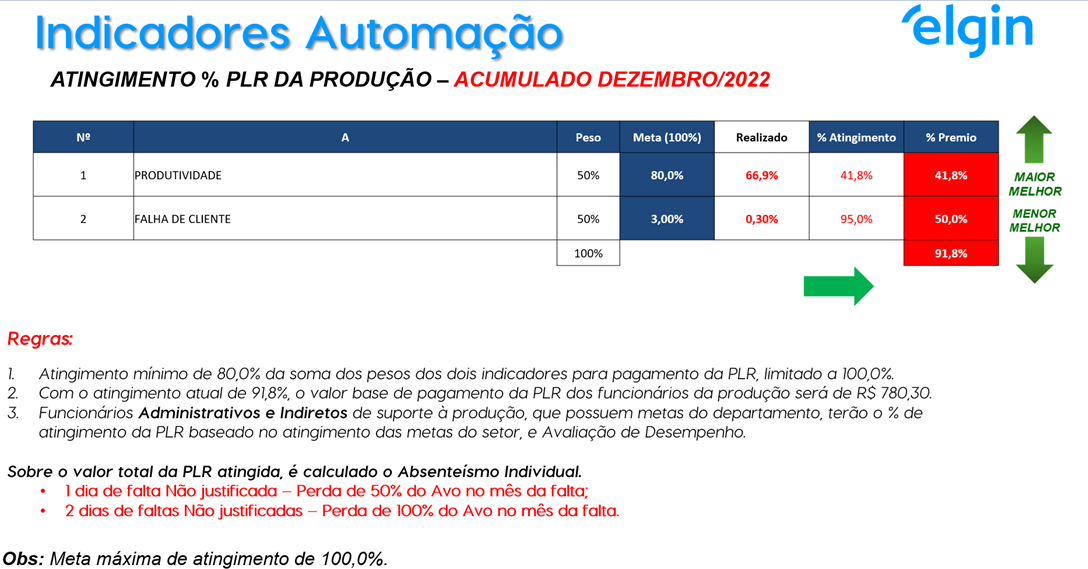 Indicadores Automação
elgin
ATINGIMENTO % PLR DA PRODUÇÃO – ACUMULADO DEZEMBRO/2022
Nº A Peso Meta (100%) Realizado % Atingimento % Premio
1 PRODUTIVIDADE 50% 80,0% 66,9% 41,8% 41,8%
MAIOR
MELHOR
2 FALHA DE CLIENTE 50% 3,00% 0,30% 95,0% 50,0%
MENOR
MELHOR
100% 91,8%
Regras:
1. Atingimento mínimo de 80,0% da soma dos pesos dos dois indicadores para pagamento da PLR, limitado a 100,0%.
2. Com o atingimento atual de 91,8%, o valor base de pagamento da PLR dos funcionários da produção será de R$ 780,30.
3. Funcionários Administrativos e Indiretos de suporte à produção, que possuem metas do departamento, terão o % de
atingimento da PLR baseado no atingimento das metas do setor, e Avaliação de Desempenho.
Sobre o valor total da PLR atingida, é calculado o Absenteísmo Individual.
• 1 dia de falta Não justificada – Perda de 50% do Avo no mês da falta;
• 2 dias de faltas Não justificadas – Perda de 100% do Avo no mês da falta.
Obs: Meta máxima de atingimento de 100,0%.